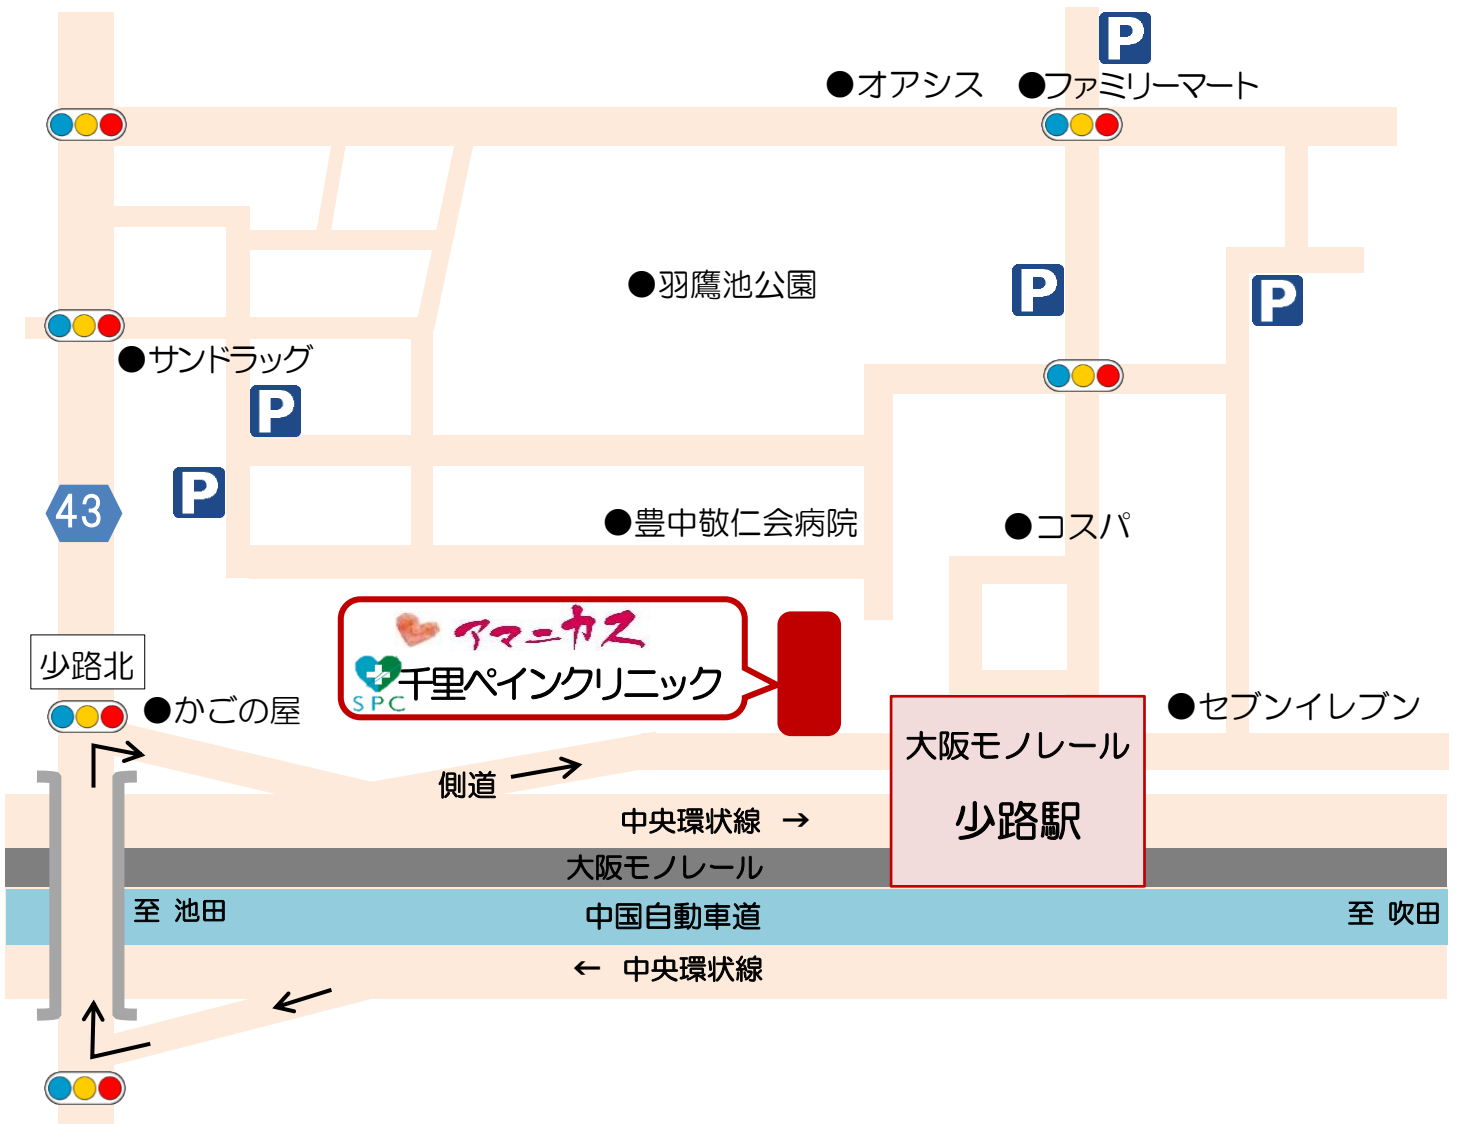 P
●オアシス
●ファミリーマート
●羽鷹池公園
P
P
●サンドラッグ
P
P
43
●豊中敬仁会病院
●コスパ
アマニカス
千里ペインクリニック
SPC
少路北
●かごの屋
●セブンイレブン
大阪モノレール
少路駅
側道
中央環状線 →
大阪モノレール
至 池田
中国自動車道
至 吹田
← 中央環状線